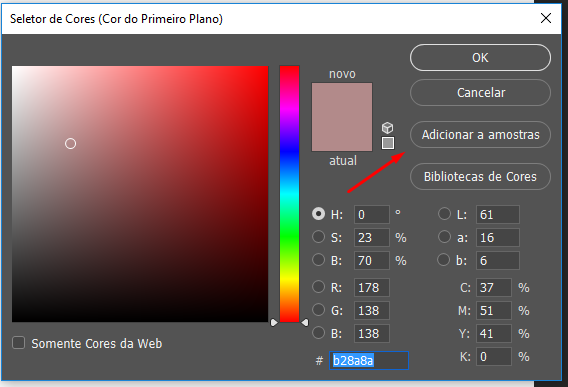 Seletor de Cores (Cor do Primeiro Plano)
novo
atual
OK
Cancelar
Adicionar a amostras
Bibliotecas de Cores
H: 0 °
S: 23 %
B: 70 %
R: 178
G: 138
B: 138
# b28a8a
L: 61
a: 16
b: 6
C: 37 %
M: 51 %
Y: 41 %
K: 0 %
Somente Cores da Web